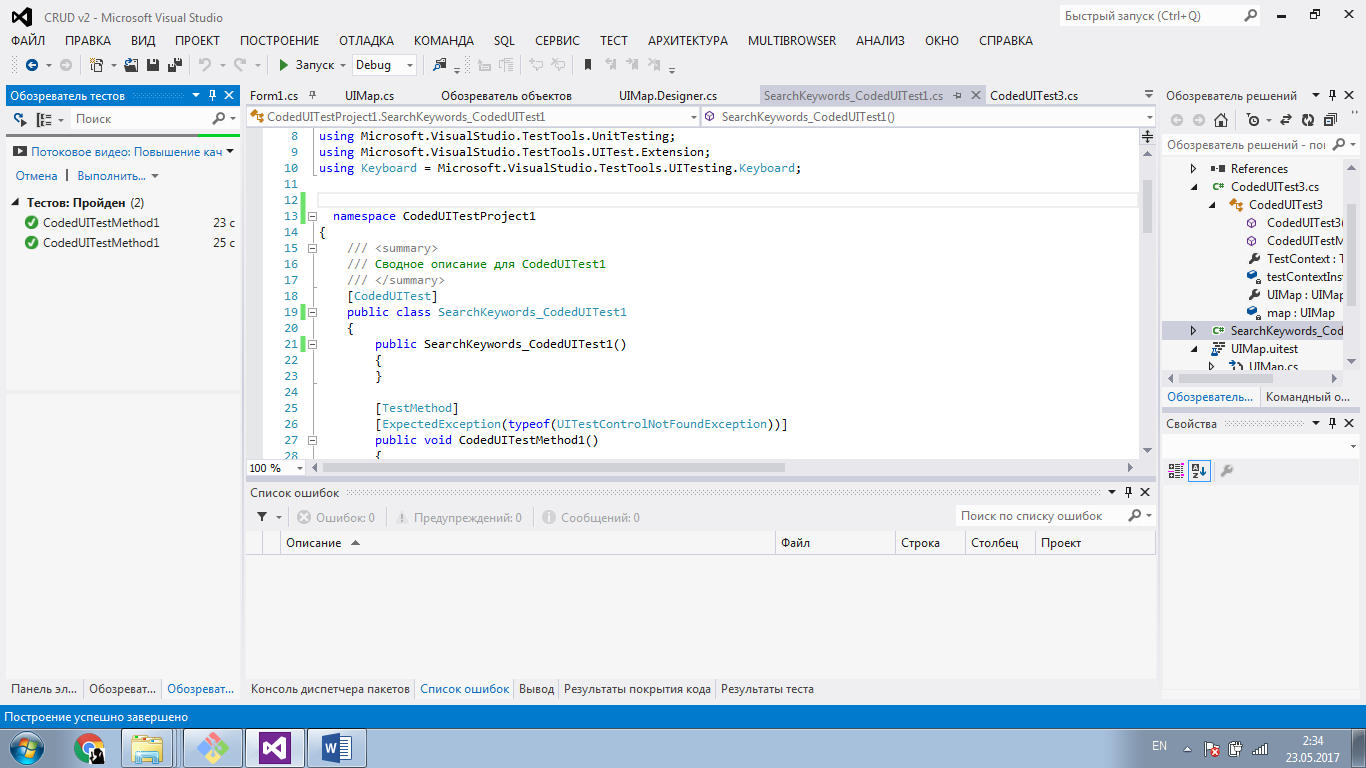 CRUD v2 - Microsoft Visual Studio
Быстрый запуск (Ctrl+Q)
ФАЙЛ ПРАВКА ВИД ПРОЕКТ ПОСТРОЕНИЕ ОТЛАДКА КОМАНДА SQL СЕРВИС ТЕСТ АРХИТЕКТУРА MULTIBROWSER АНАЛИЗ ОКНО СПРАВКА
Запуск Debug
Обозреватель тестов
Поиск
Потоковое видео: Повышение кач
Отмена | Выполнить...
Тестов: Пройден (2)
CodedUITestMethod1 23 с
CodedUITestMethod1 25 с
Form1.cs UIMap.cs Обозреватель объектов UIMap.Designer.cs SearchKeywords_CodedUITest1.cs CodedUITest3.cs
CodedUITestProject1.SearchKeywords_CodedUITest1 SearchKeywords_CodedUITest1()
8 using Microsoft.VisualStudio.TestTools.UnitTesting;
9 using Microsoft.VisualStudio.TestTools.UITest.Extension;
10 using Keyboard = Microsoft.VisualStudio.TestTools.UITesting.Keyboard;
11
12
13 namespace CodedUITestProject1
14 {
15 /// <summary>
16 /// Сводное описание для CodedUITest1
17 /// </summary>
18 [CodedUITest]
19 public class SearchKeywords_CodedUITest1
20 {
21 public SearchKeywords_CodedUITest1()
22 {
23 }
24
25 [TestMethod]
26 [ExpectedException(typeof(UITestControlNotFoundException))]
27 public void CodedUITestMethod1()
28 {
100 %
Список ошибок
Ошибок: 0 Предупреждений: 0 Сообщений: 0
Поиск по списку ошибок
Описание Файл Строка Столбец Проект
Обозреватель решений
Обозреватель решений - пои
References
CodedUITest3.cs
CodedUITest3
CodedUITest3(
CodedUITestM
TestContext : T
testContextIns
UIMap : UIMap
map : UIMap
SearchKeywords_Cod
UIMap.uitest
UIMap.cs
Обозреватель... Командный о...
Свойства
Панель эл... Обозреват... Обозреват...
Консоль диспетчера пакетов Список ошибок Вывод Результаты покрытия кода Результаты теста
Построение успешно завершено
EN
2:34
23.05.2017